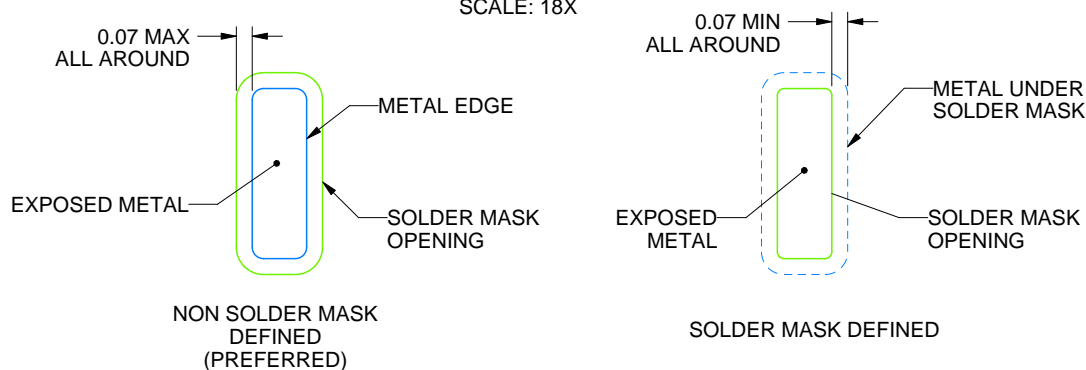 SCALE: 18X
0.07 MAX
ALL AROUND
METAL EDGE
EXPOSED METAL
SOLDER MASK
OPENING
NON SOLDER MASK
DEFINED
(PREFERRED)
0.07 MIN
ALL AROUND
METAL UNDER
SOLDER MASK
EXPOSED
METAL
SOLDER MASK
OPENING
SOLDER MASK DEFINED